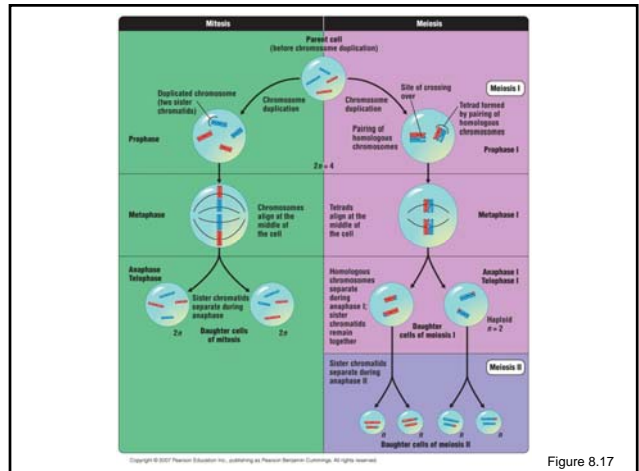 Mitosis
Meiosis
Parent cell
(before chromosome duplication)
Duplicated chromosome
(two sister
chromatids)
Chromosome
duplication
Prophase
Site of crossing
over
Meiosis I
Chromosome
duplication
Tetrad formed
by pairing of
homologous
chromosomes
Pairing of
homologous
chromosomes
Prophase I
2n = 4
Metaphase
Chromosomes
align at the
middle of
the cell
Tetrads
align at the
middle of
the cell
Metaphase I
Anaphase
Telophase
Sister chromatids
separate during
anaphase
2n
2n
Daughter cells
of mitosis
Homologous
chromosomes
separate
during
anaphase I;
sister
chromatids
remain
together
Anaphase I
Telophase I
Haploid
n = 2
Daughter
cells of meiosis I
Sister chromatids
separate during
anaphase II
Meiosis II
n
n
n
n
Daughter cells of meiosis II
Copyright © 2007 Pearson Education Inc., publishing as Pearson Benjamin Cummings. All rights reserved.
Figure 8.17